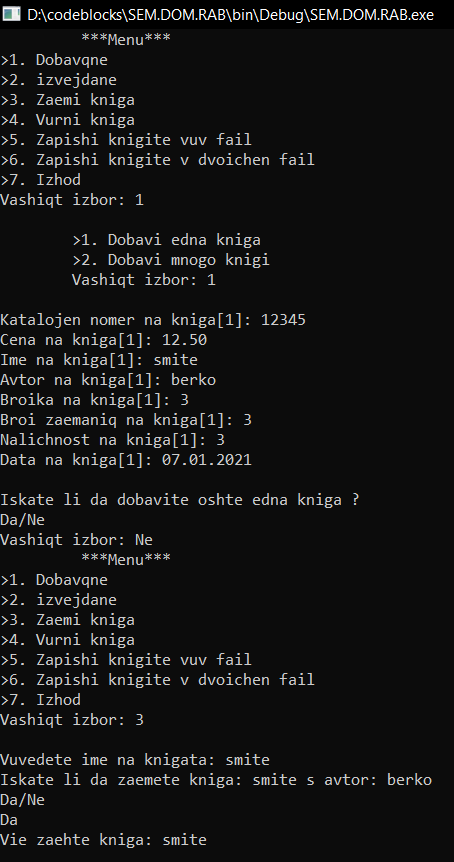 D:\codeblocks\SEM.DOM.RAB\bin\Debug\SEM.DOM.RAB.exe
***Menu***
>1. Dobavqne
>2. izvejdane
>3. Zaemi kniga
>4. Vurni kniga
>5. Zapishi knigite vuv fail
>6. Zapishi knigite v dvoichen fail
>7. Izhod
Vashiqt izbor: 1
>1. Dobavi edna kniga
>2. Dobavi mnogo knigi
Vashiqt izbor: 1
Katalojen nomer na kniga[1]: 12345
Cena na kniga[1]: 12.50
Ime na kniga[1]: smite
Avtor na kniga[1]: berko
Broika na kniga[1]: 3
Broi zaemaniq na kniga[1]: 3
Nalichnost na kniga[1]: 3
Data na kniga[1]: 07.01.2021
Iskate li da dobavite oshte edna kniga ?
Da/Ne
Vashiqt izbor: Ne
***Menu***
>1. Dobavqne
>2. izvejdane
>3. Zaemi kniga
>4. Vurni kniga
>5. Zapishi knigite vuv fail
>6. Zapishi knigite v dvoichen fail
>7. Izhod
Vashiqt izbor: 3
Vuvedete ime na knigata: smite
Iskate li da zaemete kniga: smite s avtor: berko
Da/Ne
Da
Vie zaehte kniga: smite